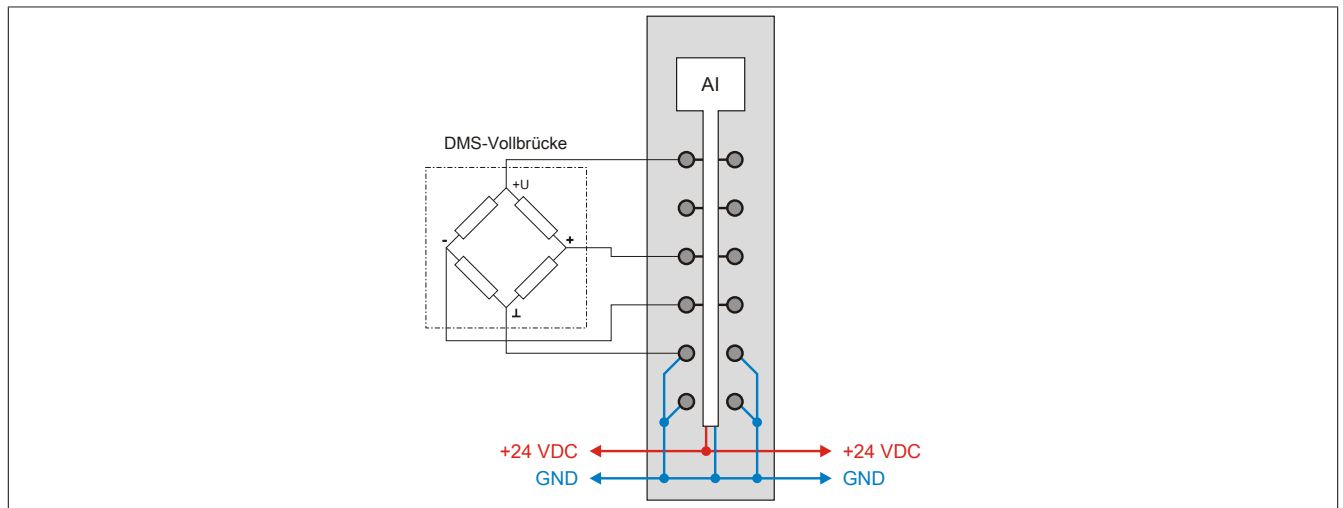 AI
DMS-Vollbrücke
+U
-
+
⊥
+24 VDC
+24 VDC
GND
GND